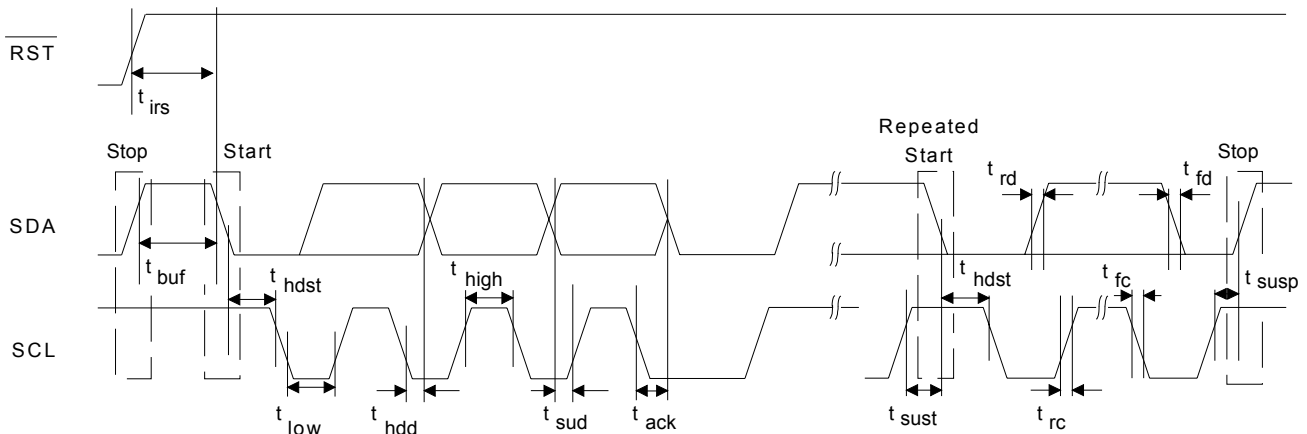 RST
t irs
Repeated
Stop
Start
Start
Stop
t rd
t fd
SDA
t buf
t hdst
t high
t hdst
t fc
t susp
SCL
t low
t hdd
t sud
t ack
t sust
t rc